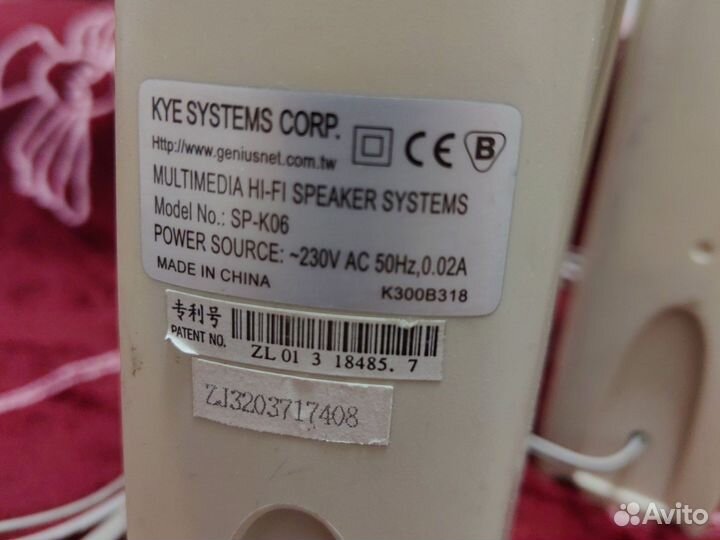 KYE SYSTEMS CORP.
Http://www.geniusnet.com.tw
CE B
MULTIMEDIA HI-FI SPEAKER SYSTEMS
Model No.: SP-K06
POWER SOURCE: ~230V AC 50Hz,0.02A
MADE IN CHINA
K300B318
专利号
PATENT NO.
ZL 01 3 18485. 7
ZJ3203717408
Avito